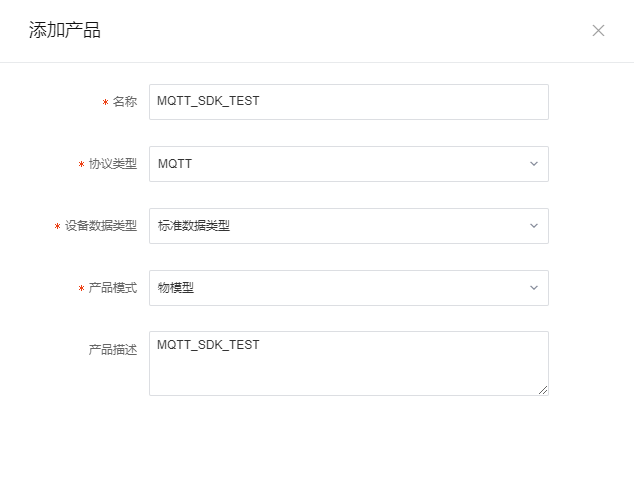 添加产品
* 名称 MQTT_SDK_TEST
* 协议类型 MQTT
* 设备数据类型 标准数据类型
* 产品模式 物模型
产品描述 MQTT_SDK_TEST